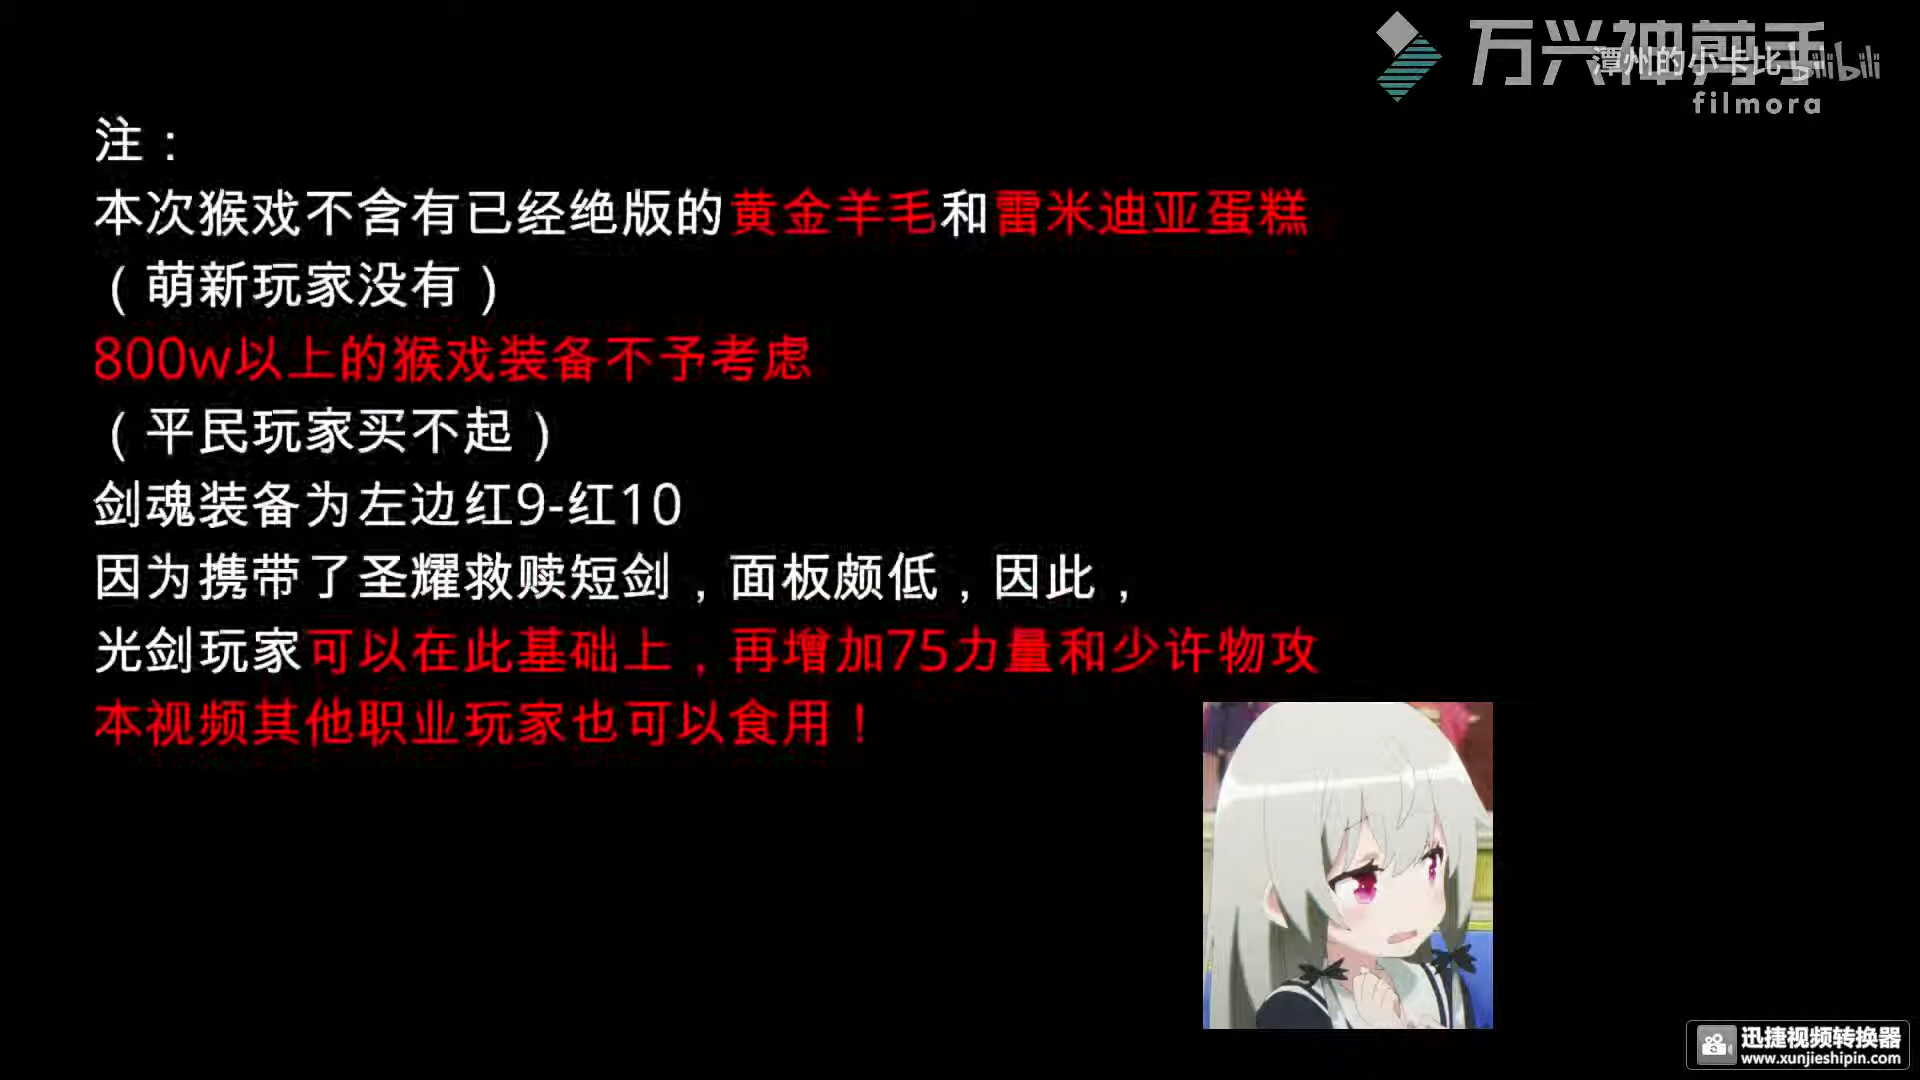 万兴神剪手
潭州的小卡比 bilibili
filmora
注：
本次猴戏不含有已经绝版的黄金羊毛和雷米迪亚蛋糕
（萌新玩家没有）
800w以上的猴戏装备不予考虑
（平民玩家买不起）
剑魂装备为左边红9-红10
因为携带了圣耀救赎短剑，面板颇低，因此，
光剑玩家可以在此基础上，再增加75力量和少许物攻
本视频其他职业玩家也可以食用！
迅捷视频转换器
www.xunjieshipin.com